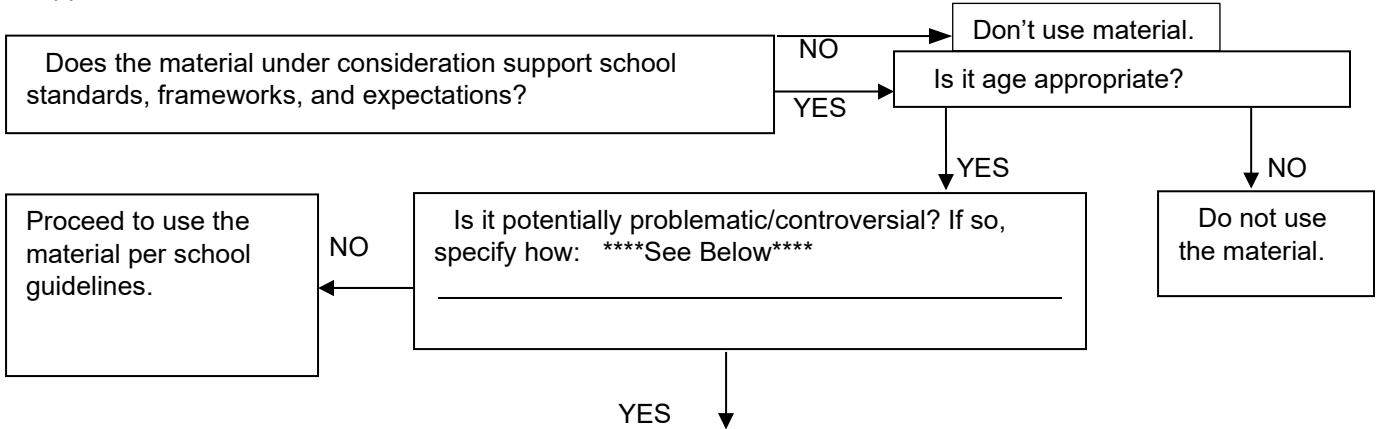 Don’t use material.
NO
Does the material under consideration support school
standards, frameworks, and expectations?
Is it age appropriate?
YES
YES
NO
Proceed to use the
material per school
guidelines.
NO
Is it potentially problematic/controversial? If so,
specify how: ****See Below****
Do not use
the material.
YES